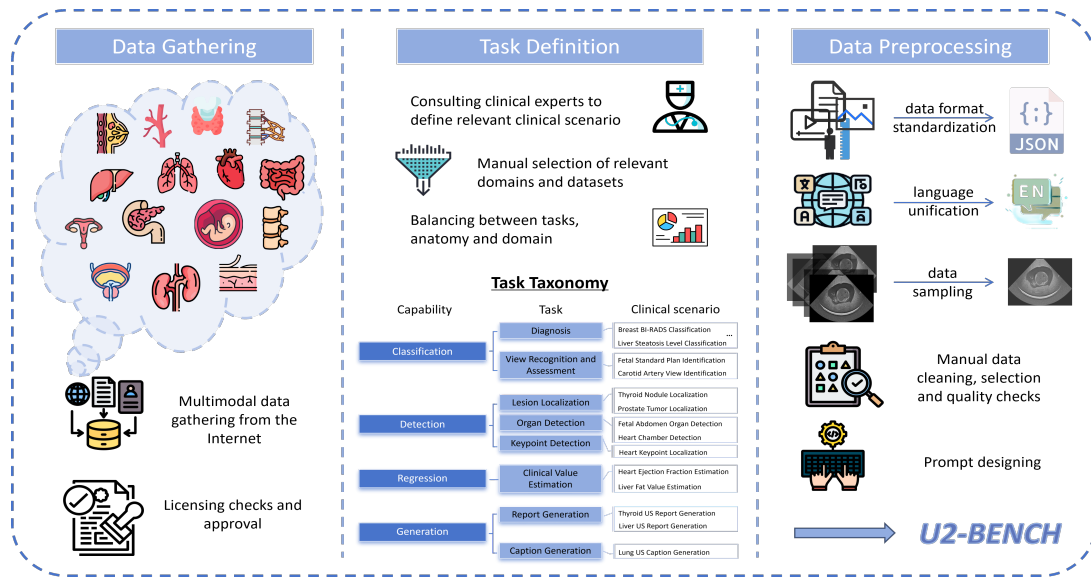 Data Gathering
Multimodal data
gathering from the
Internet
Licensing checks and
approval
Task Definition
Consulting clinical experts to
define relevant clinical scenario
Manual selection of relevant
domains and datasets
Balancing between tasks,
anatomy and domain
Task Taxonomy
Capability
Task
Clinical scenario
Classification
Diagnosis
Breast BI-RADS Classification
...
Liver Steatosis Level Classification
View Recognition and
Assessment
Fetal Standard Plan Identification
Carotid Artery View Identification
Detection
Lesion Localization
Thyroid Nodule Localization
Prostate Tumor Localization
Organ Detection
Fetal Abdomen Organ Detection
Heart Chamber Detection
Keypoint Detection
Heart Keypoint Localization
Regression
Clinical Value
Estimation
Heart Ejection Fraction Estimation
Liver Fat Value Estimation
Generation
Report Generation
Thyroid US Report Generation
Liver US Report Generation
Caption Generation
Lung US Caption Generation
Data Preprocessing
data format
standardization
{;}
JSON
language
unification
文
A
EN
data
sampling
Manual data
cleaning, selection
and quality checks
Prompt designing
U2-BENCH